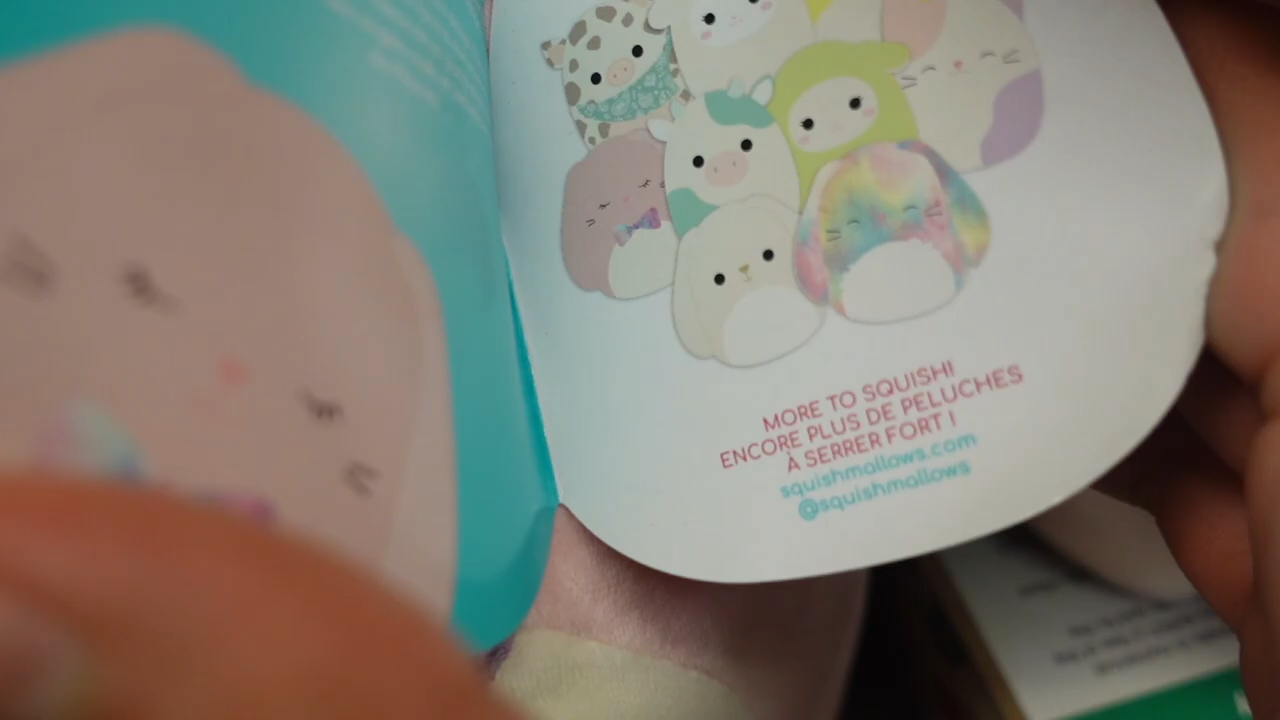 MORE TO SQUISH!
ENCORE PLUS DE PELUCHES
À SERRER FORT !
squishmallows.com
@squishmallows